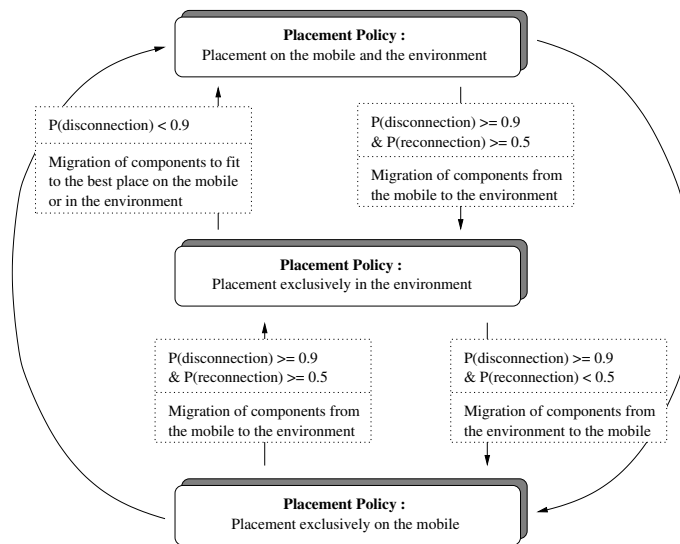 Placement Policy :
Placement on the mobile and the environment
P(disconnection) < 0.9
Migration of components to fit
to the best place on the mobile
or in the environment
P(disconnection) >= 0.9
& P(reconnection) >= 0.5
Migration of components from
the mobile to the environment
Placement Policy :
Placement exclusively in the environment
P(disconnection) >= 0.9
& P(reconnection) >= 0.5
Migration of components from
the mobile to the environment
P(disconnection) >= 0.9
& P(reconnection) < 0.5
Migration of components from
the environment to the mobile
Placement Policy :
Placement exclusively on the mobile